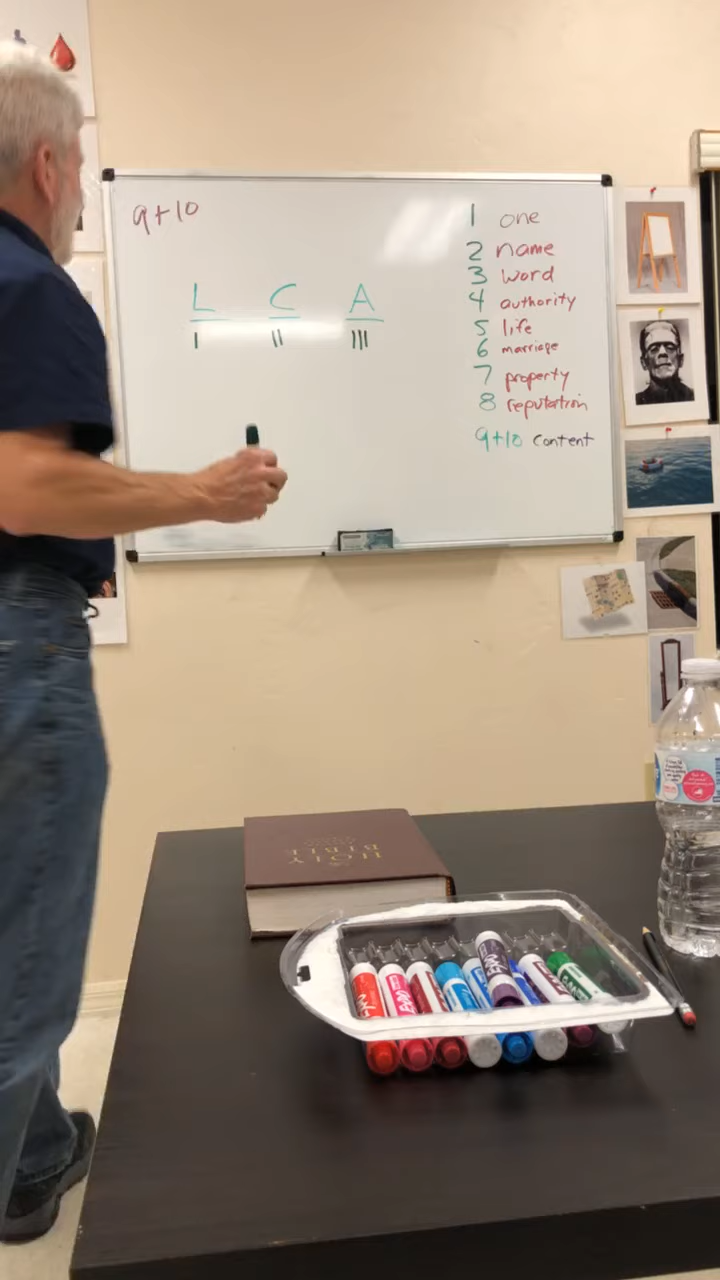 9+10
L C A
I II III
1 one
2 name
3 word
4 authority
5 life
6 marriage
7 property
8 reputation
9+10 content
HOLY
BIBLE
EXPO
EXPO